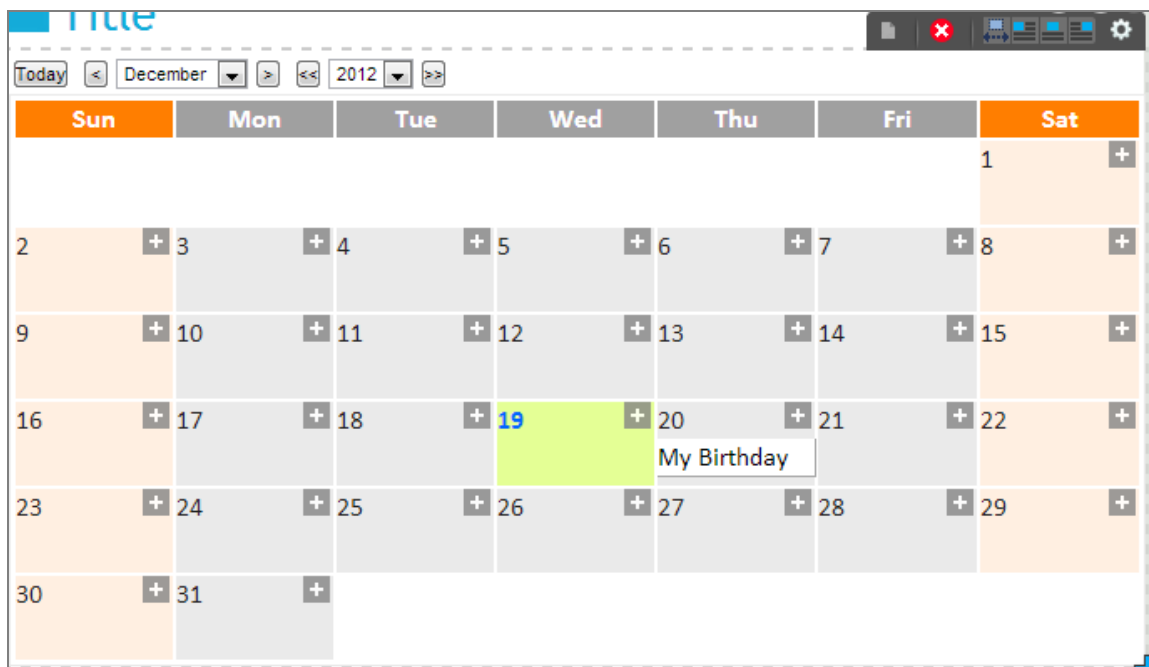 Title
Today < December > << 2012 >>
Sun Mon Tue Wed Thu Fri Sat
1 +
2 + 3 + 4 + 5 + 6 + 7 + 8 +
9 + 10 + 11 + 12 + 13 + 14 + 15 +
16 + 17 + 18 + 19 + 20 + 21 + 22 +
My Birthday
23 + 24 + 25 + 26 + 27 + 28 + 29 +
30 + 31 +